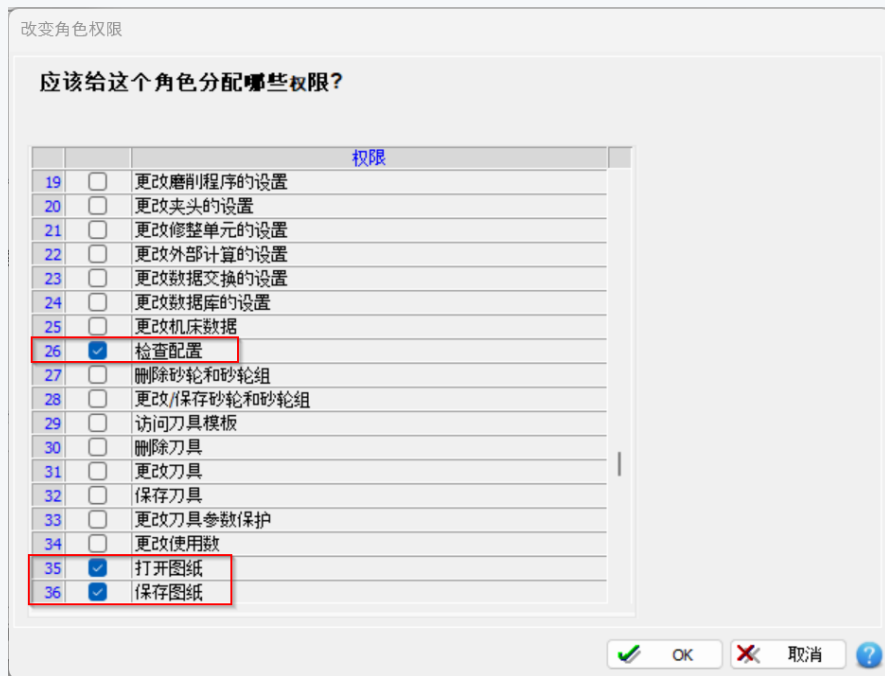 改变角色权限
应该给这个角色分配哪些权限?
权限
19 更改磨削程序的设置
20 更改夹头的设置
21 更改修整单元的设置
22 更改外部计算的设置
23 更改数据交换的设置
24 更改数据库的设置
25 更改机床数据
26 检查配置
27 删除砂轮和砂轮组
28 更改/保存砂轮和砂轮组
29 访问刀具模板
30 删除刀具
31 更改刀具
32 保存刀具
33 更改刀具参数保护
34 更改使用数
35 打开图纸
36 保存图纸
OK 取消 ?